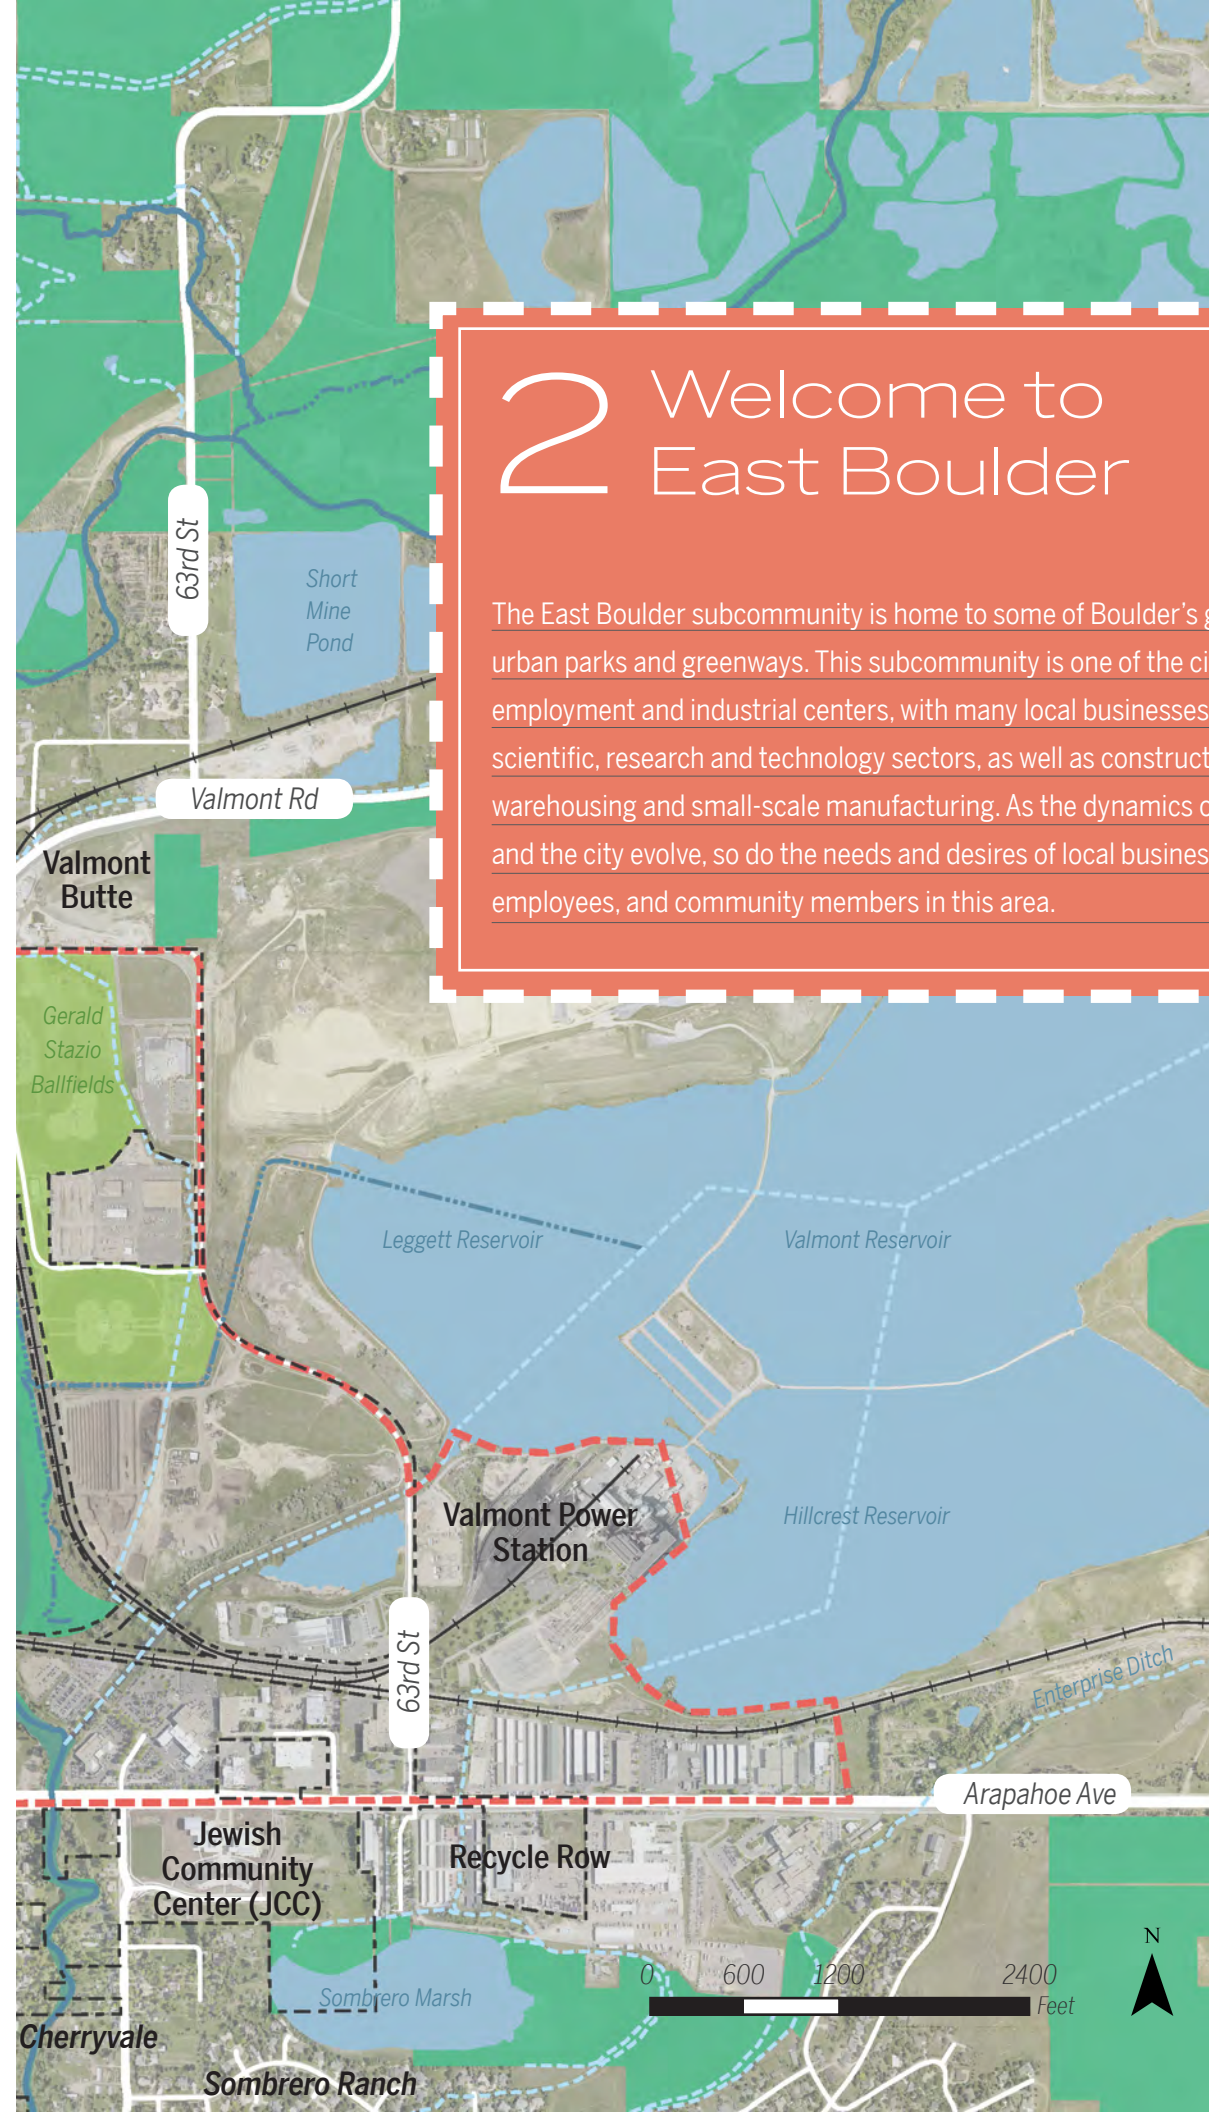 2 Welcome to
East Boulder
The East Boulder subcommunity is home to some of Boulder's
urban parks and greenways. This subcommunity is one of the
employment and industrial centers, with many local businesses
scientific, research and technology sectors, as well as
warehousing and small-scale manufacturing. As the dynamics
and the city evolve, so do the needs and desires of local
employees, and community members in this area.
63rd St
Short
Mine
Pond
Valmont Rd
Valmont
Butte
Gerald
Stazio
Ballfields
Leggett Reservoir
Valmont Reservoir
Valmont Power
Station
Hillcrest Reservoir
63rd St
Enterprise Ditch
Arapahoe Ave
Jewish
Community
Center (JCC)
Recycle Row
N
0 600 1200 2400
Feet
Sombrero Marsh
Cherryvale
Sombrero Ranch